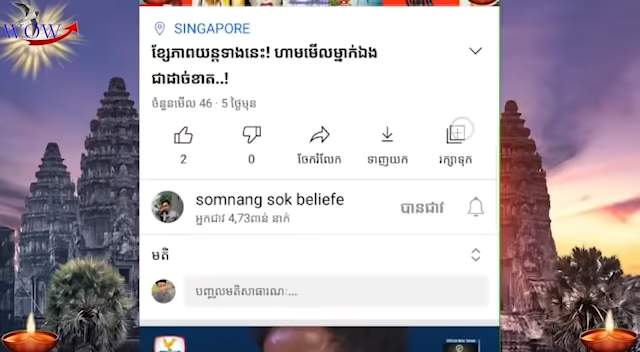 WOW
SINGAPORE
ខ្សែភាពយន្តទាងនេះ! ហាមមើលម្នាក់ឯង
ជាដាច់ខាត..!
ចំនួនមើល 46 · 5 ថ្ងៃមុន
2
0
ចែករំលែក
ទាញយក
រក្សាទុក
somnang sok beliefe
អ្នកជាវ 4,73ពាន់ នាក់
បានជាវ
មតិ
បញ្ចូលមតិសាធារណៈ...